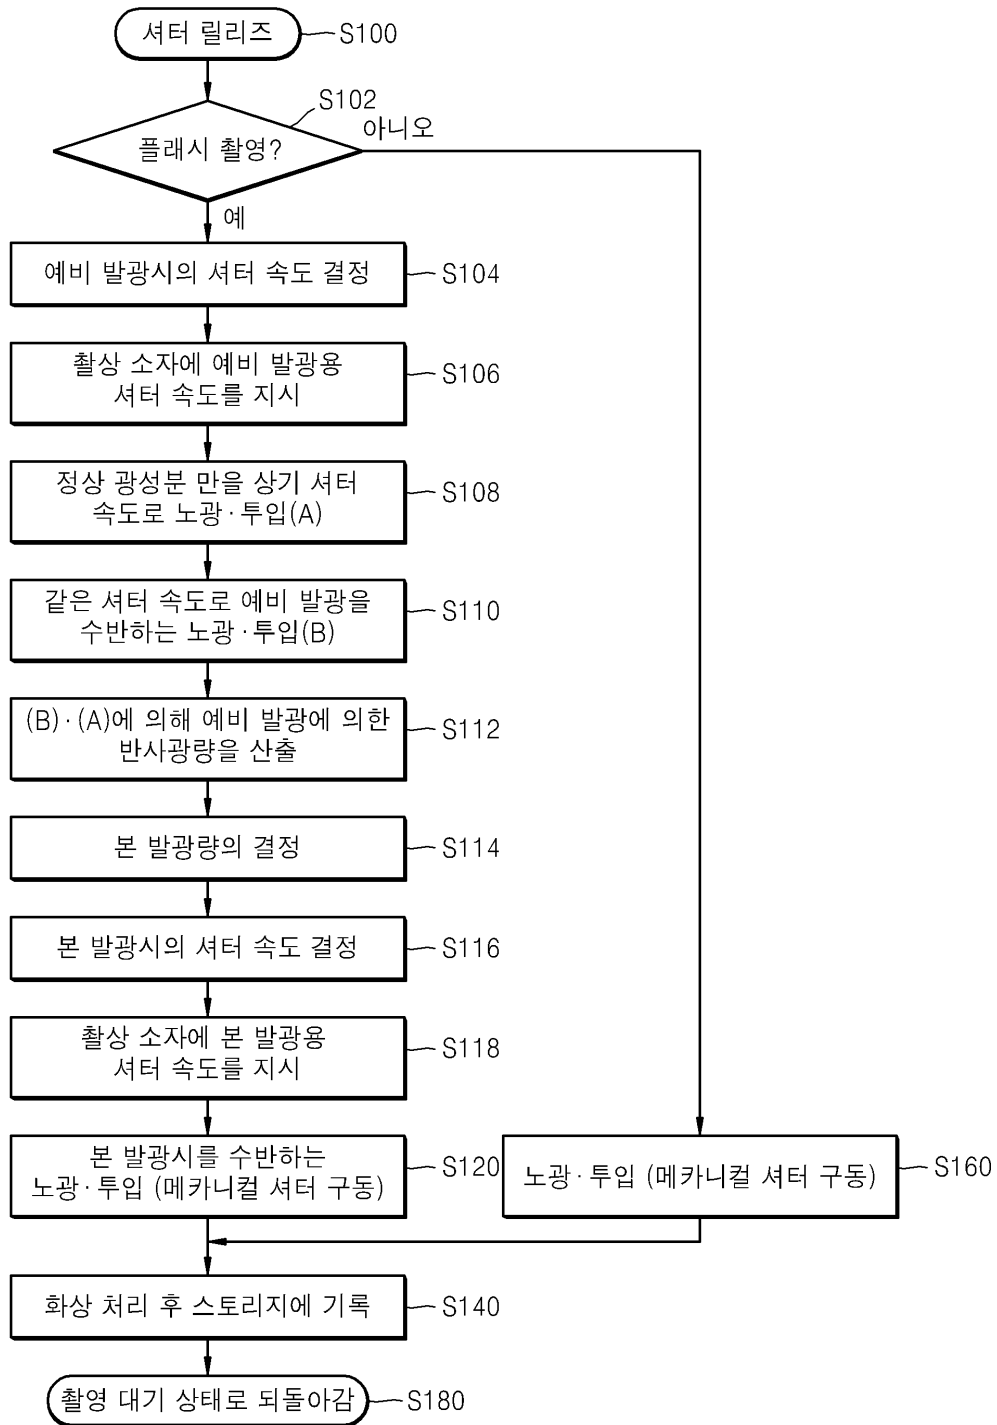 셔터 릴리즈
S100
S102
플래시 촬영?
아니오
예
예비 발광시의 셔터 속도 결정
S104
촬상 소자에 예비 발광용
셔터 속도를 지시
S106
정상 광성분 만을 상기 셔터
속도로 노광·투입(A)
S108
같은 셔터 속도로 예비 발광을
수반하는 노광·투입(B)
S110
(B)·(A)에 의해 예비 발광에 의한
반사광량을 산출
S112
본 발광량의 결정
S114
본 발광시의 셔터 속도 결정
S116
촬상 소자에 본 발광용
셔터 속도를 지시
S118
본 발광시를 수반하는
노광·투입 (메카니컬 셔터 구동)
S120
노광·투입 (메카니컬 셔터 구동)
S160
화상 처리 후 스토리지에 기록
S140
촬영 대기 상태로 되돌아감
S180